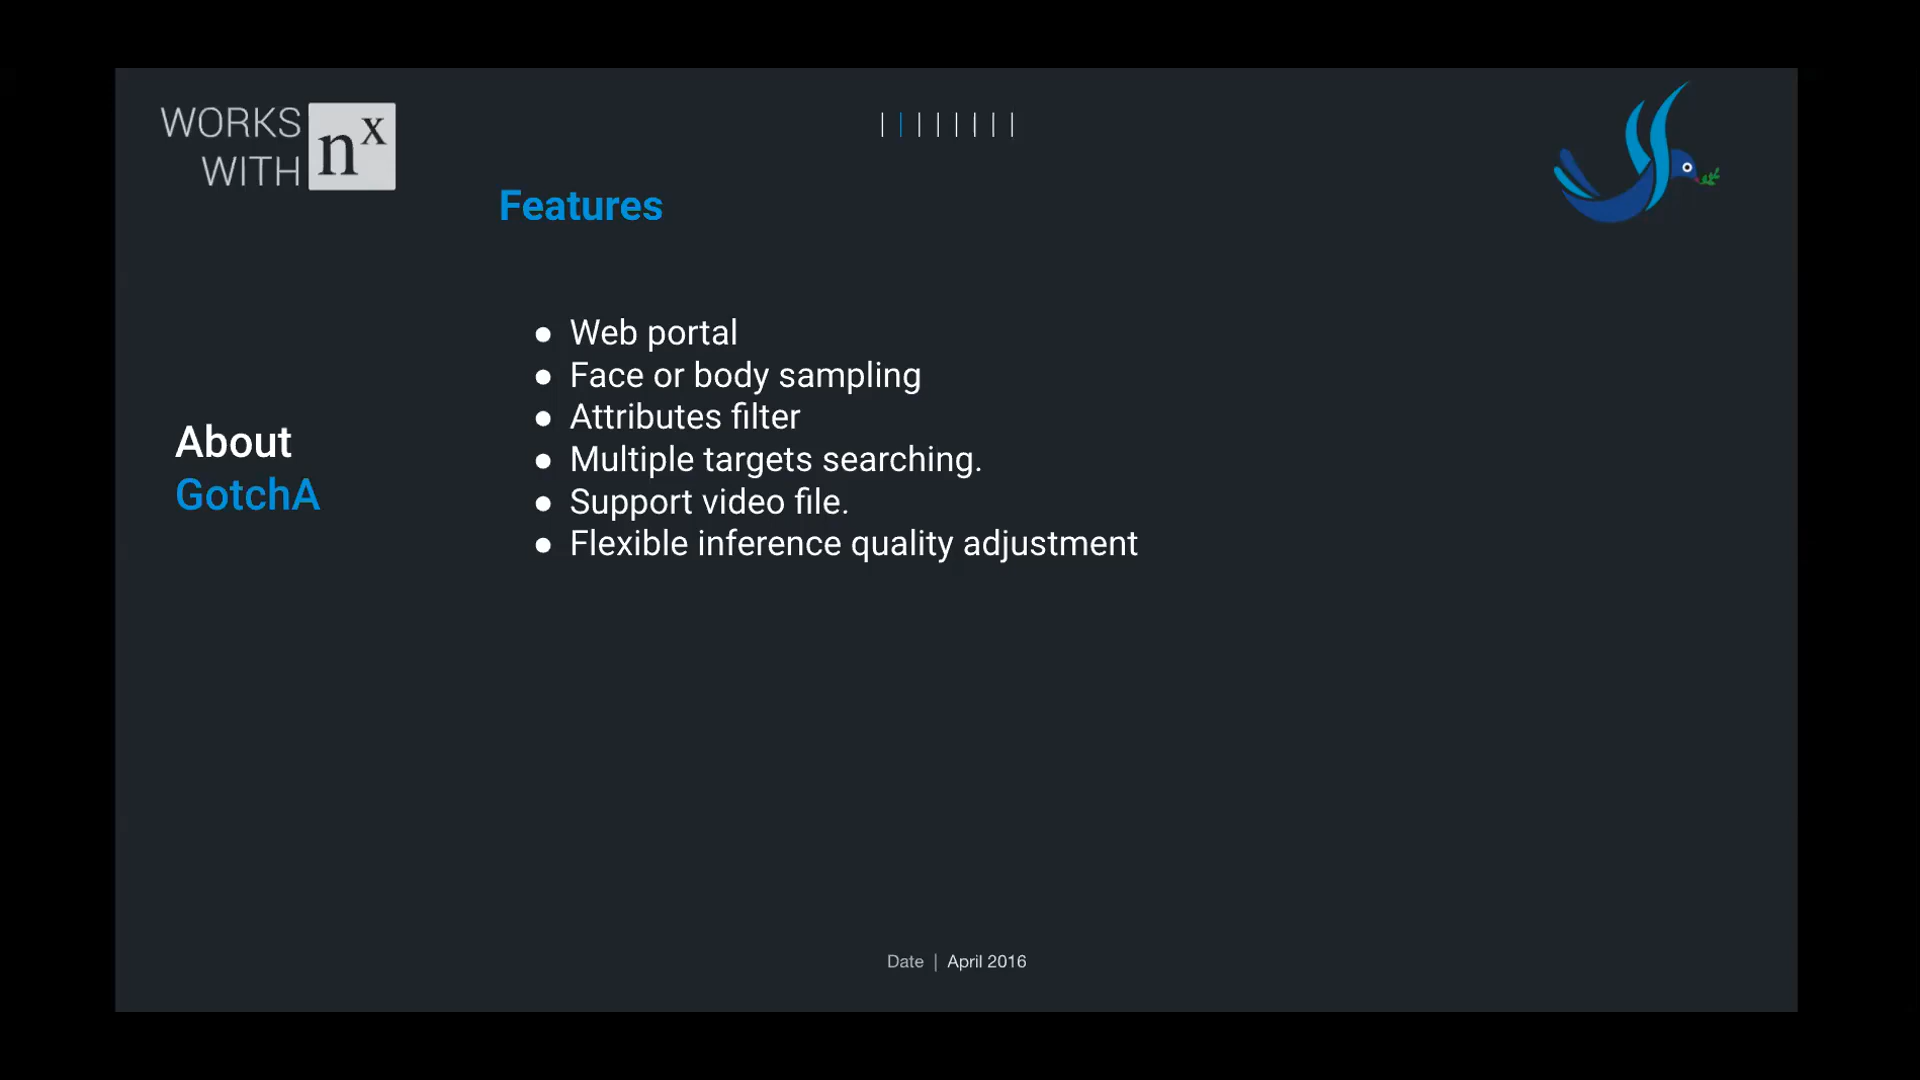 WORKS
WITH
nx
Features
About
GotchA
● Web portal
● Face or body sampling
● Attributes filter
● Multiple targets searching.
● Support video file.
● Flexible inference quality adjustment
Date | April 2016